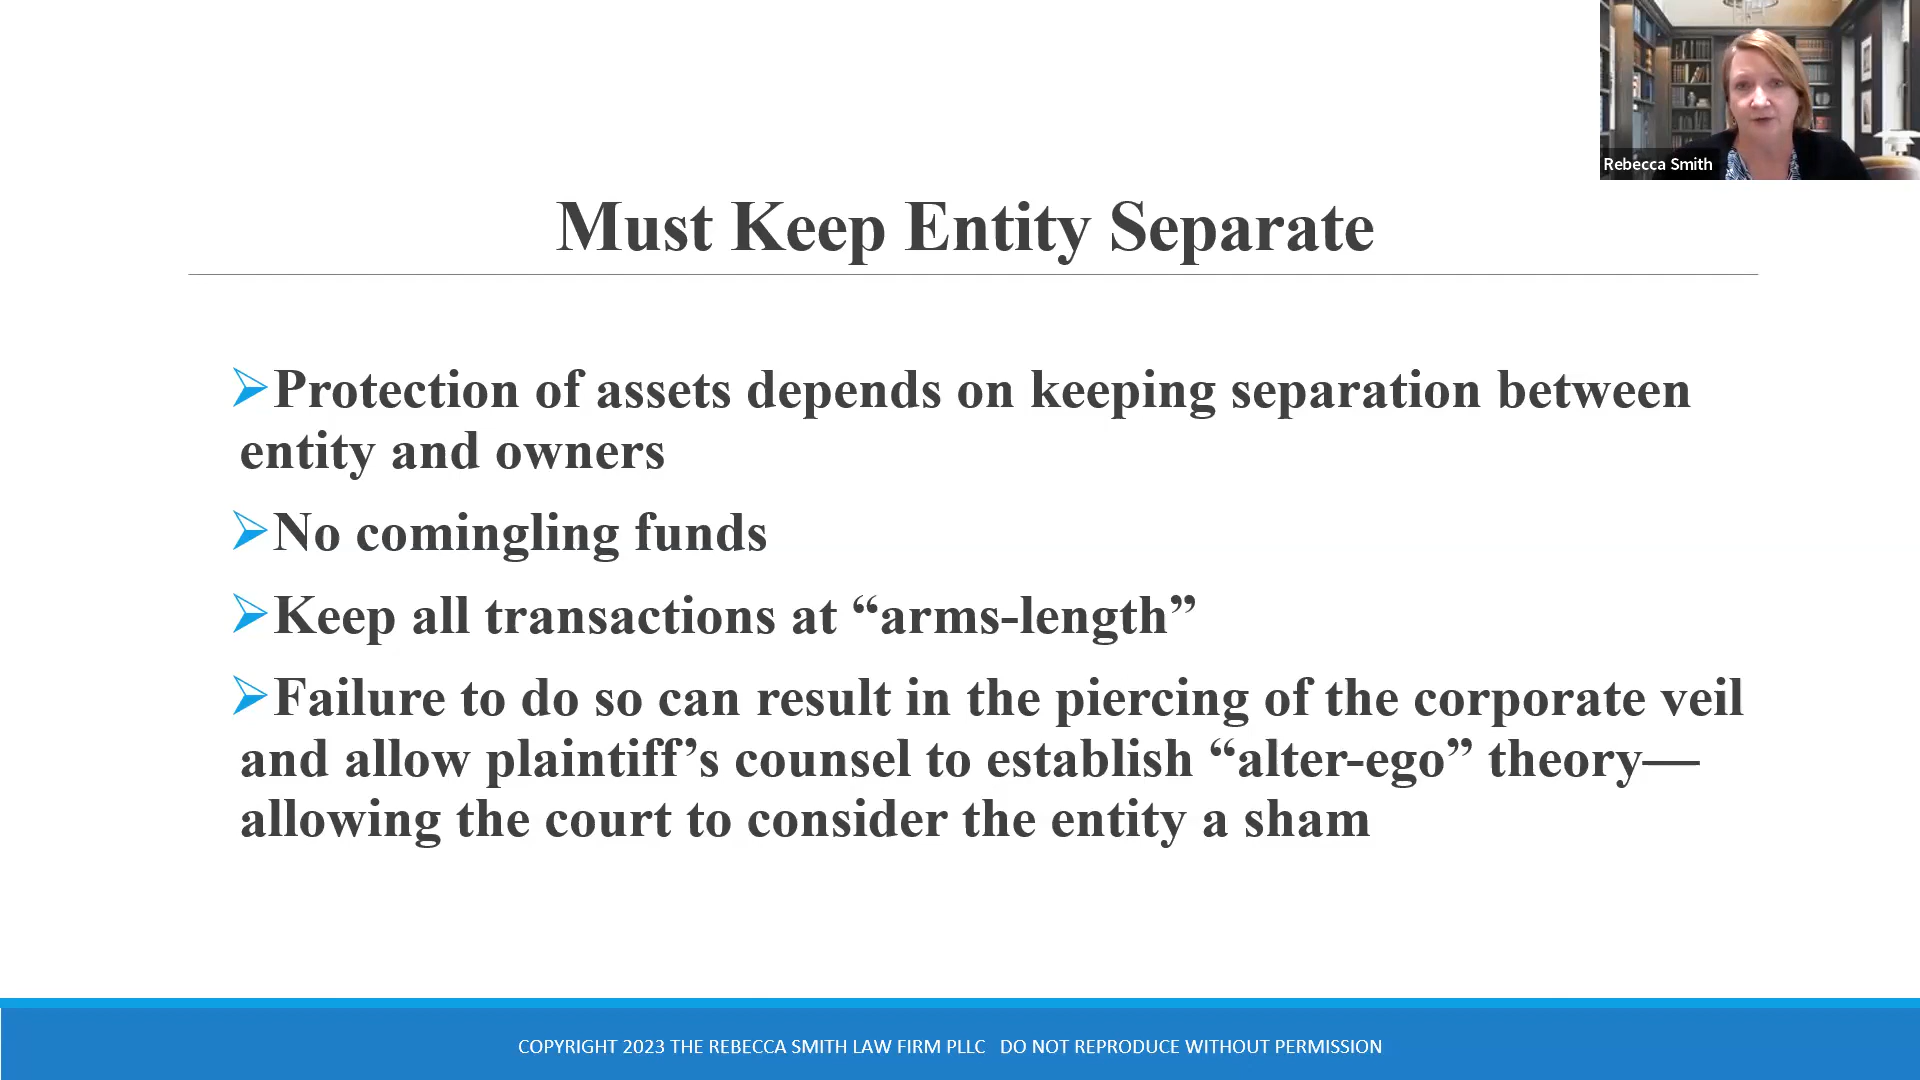 Rebecca Smith
Must Keep Entity Separate
Protection of assets depends on keeping separation between
entity and owners
No comingling funds
Keep all transactions at “arms-length”
Failure to do so can result in the piercing of the corporate veil
and allow plaintiff’s counsel to establish “alter-ego” theory—
allowing the court to consider the entity a sham
COPYRIGHT 2023 THE REBECCA SMITH LAW FIRM PLLC DO NOT REPRODUCE WITHOUT PERMISSION